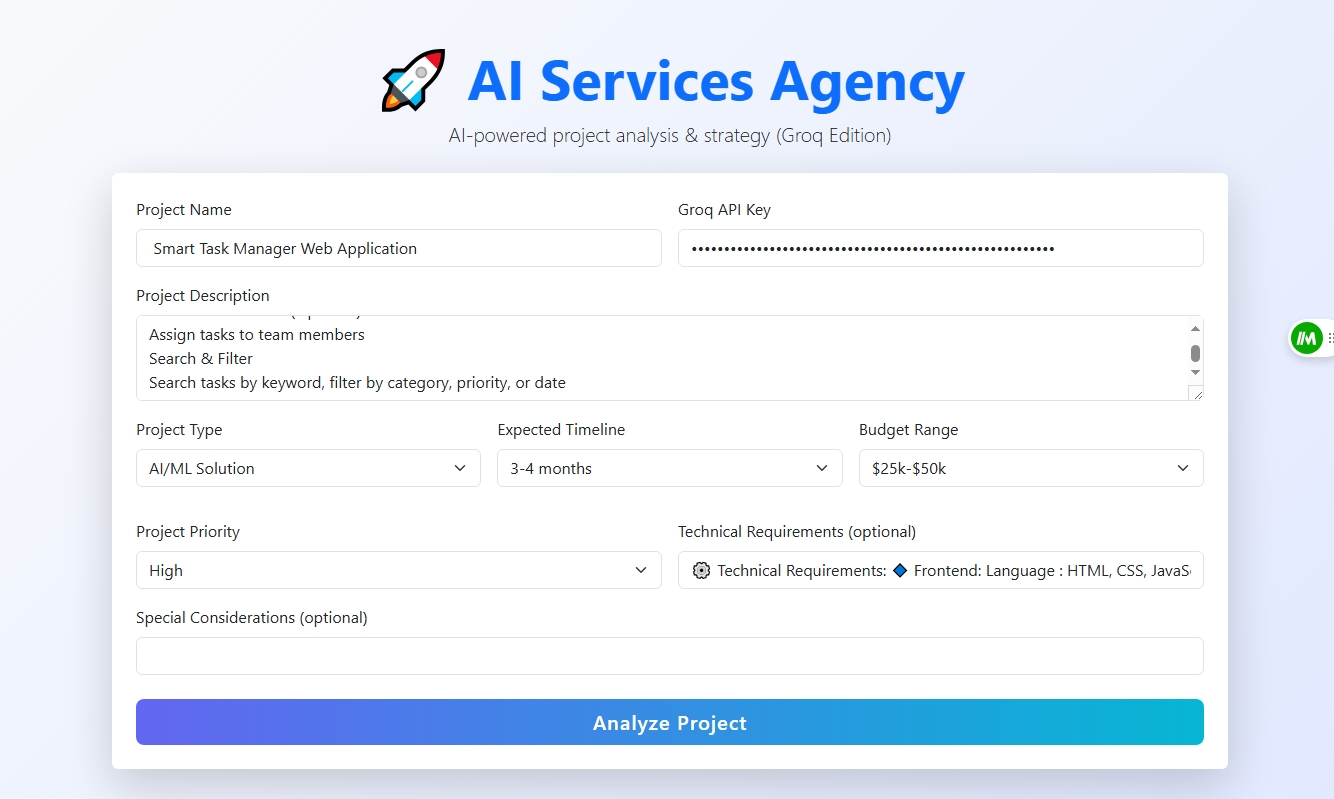 AI Services Agency
AI-powered project analysis & strategy (Groq Edition)
Project Name
Groq API Key
Smart Task Manager Web Application
••••••••••••••••••••••••••••••••••••••••••••••••••••••••
Project Description
Assign tasks to team members
Search & Filter
Search tasks by keyword, filter by category, priority, or date
Project Type
Expected Timeline
Budget Range
AI/ML Solution
3-4 months
$25k-$50k
Project Priority
Technical Requirements (optional)
High
Technical Requirements: 🔷 Frontend: Language : HTML, CSS, JavaS
Special Considerations (optional)
Analyze Project